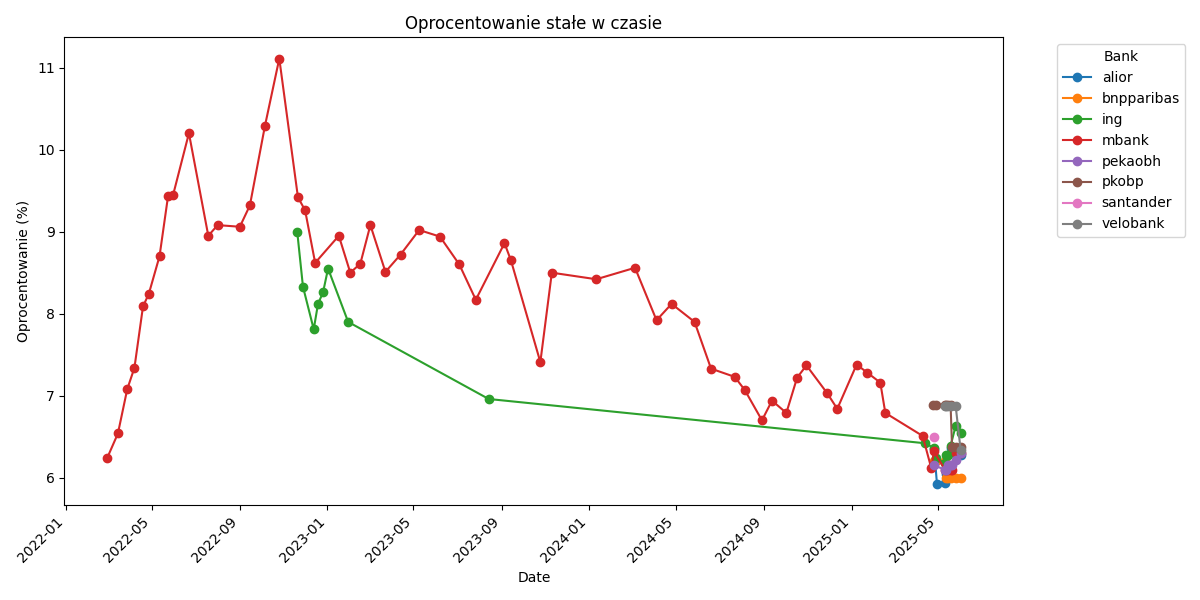 Oprocentowanie stałe w czasie
Oprocentowanie (%)
11
10
9
8
7
6
2022-01
2022-05
2022-09
2023-01
2023-05
2023-09
2024-01
2024-05
2024-09
2025-01
2025-05
Date
Bank
alior
bnpparibas
ing
mbank
pekaobh
pkobp
santander
velobank